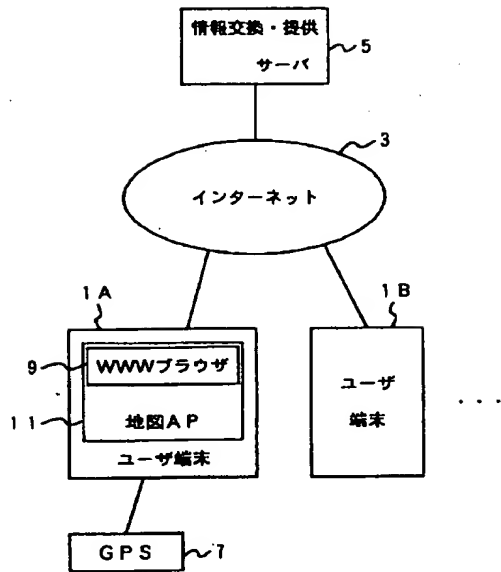 情報交換・提供
サーバ
5
3
インターネット
1A
1B
9
WWWブラウザ
11
地図AP
ユーザ端末
ユーザ
端末
・・・
GPS
7